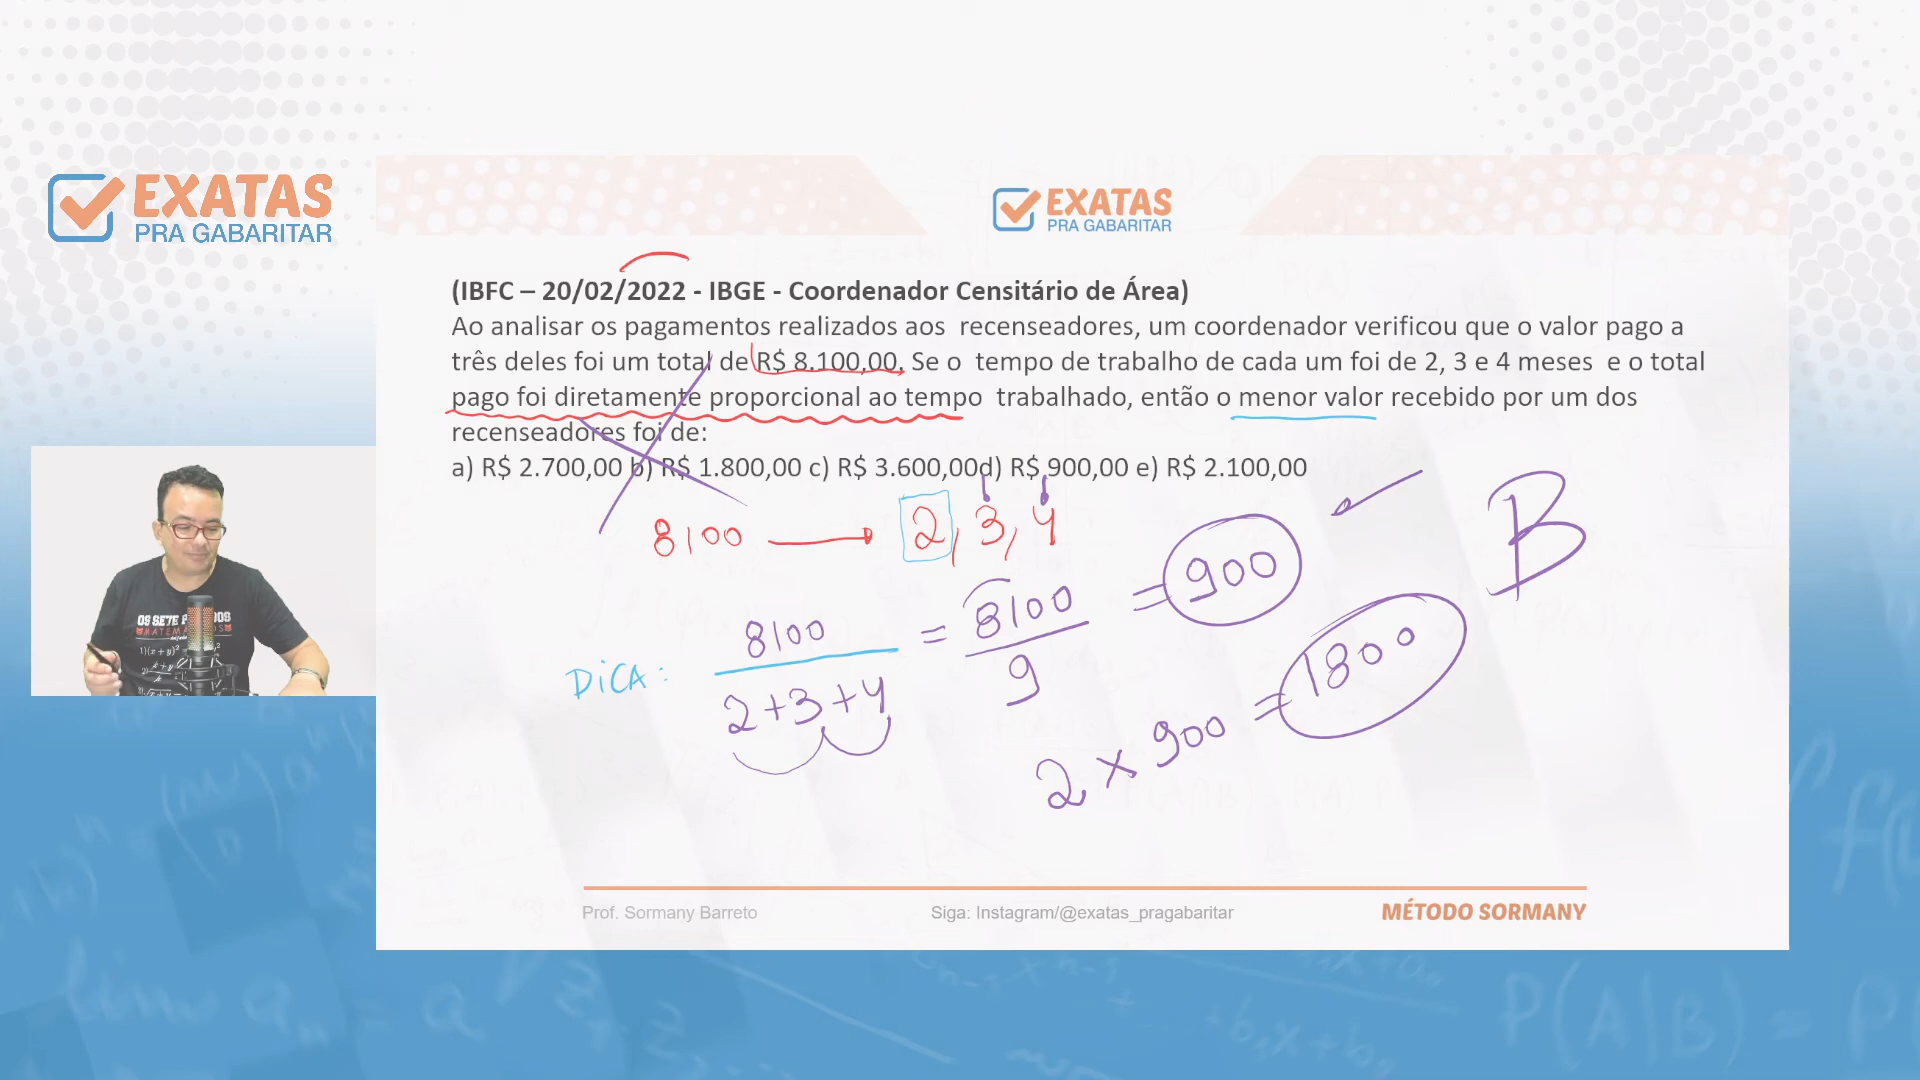 EXATAS
PRA GABARITAR
EXATAS
PRA GABARITAR
(IBFC – 20/02/2022 - IBGE - Coordenador Censitário de Área)
Ao analisar os pagamentos realizados aos recenseadores, um coordenador verificou que o valor pago a
três deles foi um total de R$ 8.100,00. Se o tempo de trabalho de cada um foi de 2, 3 e 4 meses e o total
pago foi diretamente proporcional ao tempo trabalhado, então o menor valor recebido por um dos
recenseadores foi de:
a) R$ 2.700,00 b) R$ 1.800,00 c) R$ 3.600,00d) R$ 900,00 e) R$ 2.100,00
8100 → 2, 3, 4
B
DICA: 8100 / 2+3+4 = 8100 / 9 = 900
2 x 900 = 1800
OS SETE P
MATEM
Prof. Sormany Barreto
Siga: Instagram/@exatas_pragabaritar
MÉTODO SORMANY
P(A|B) =